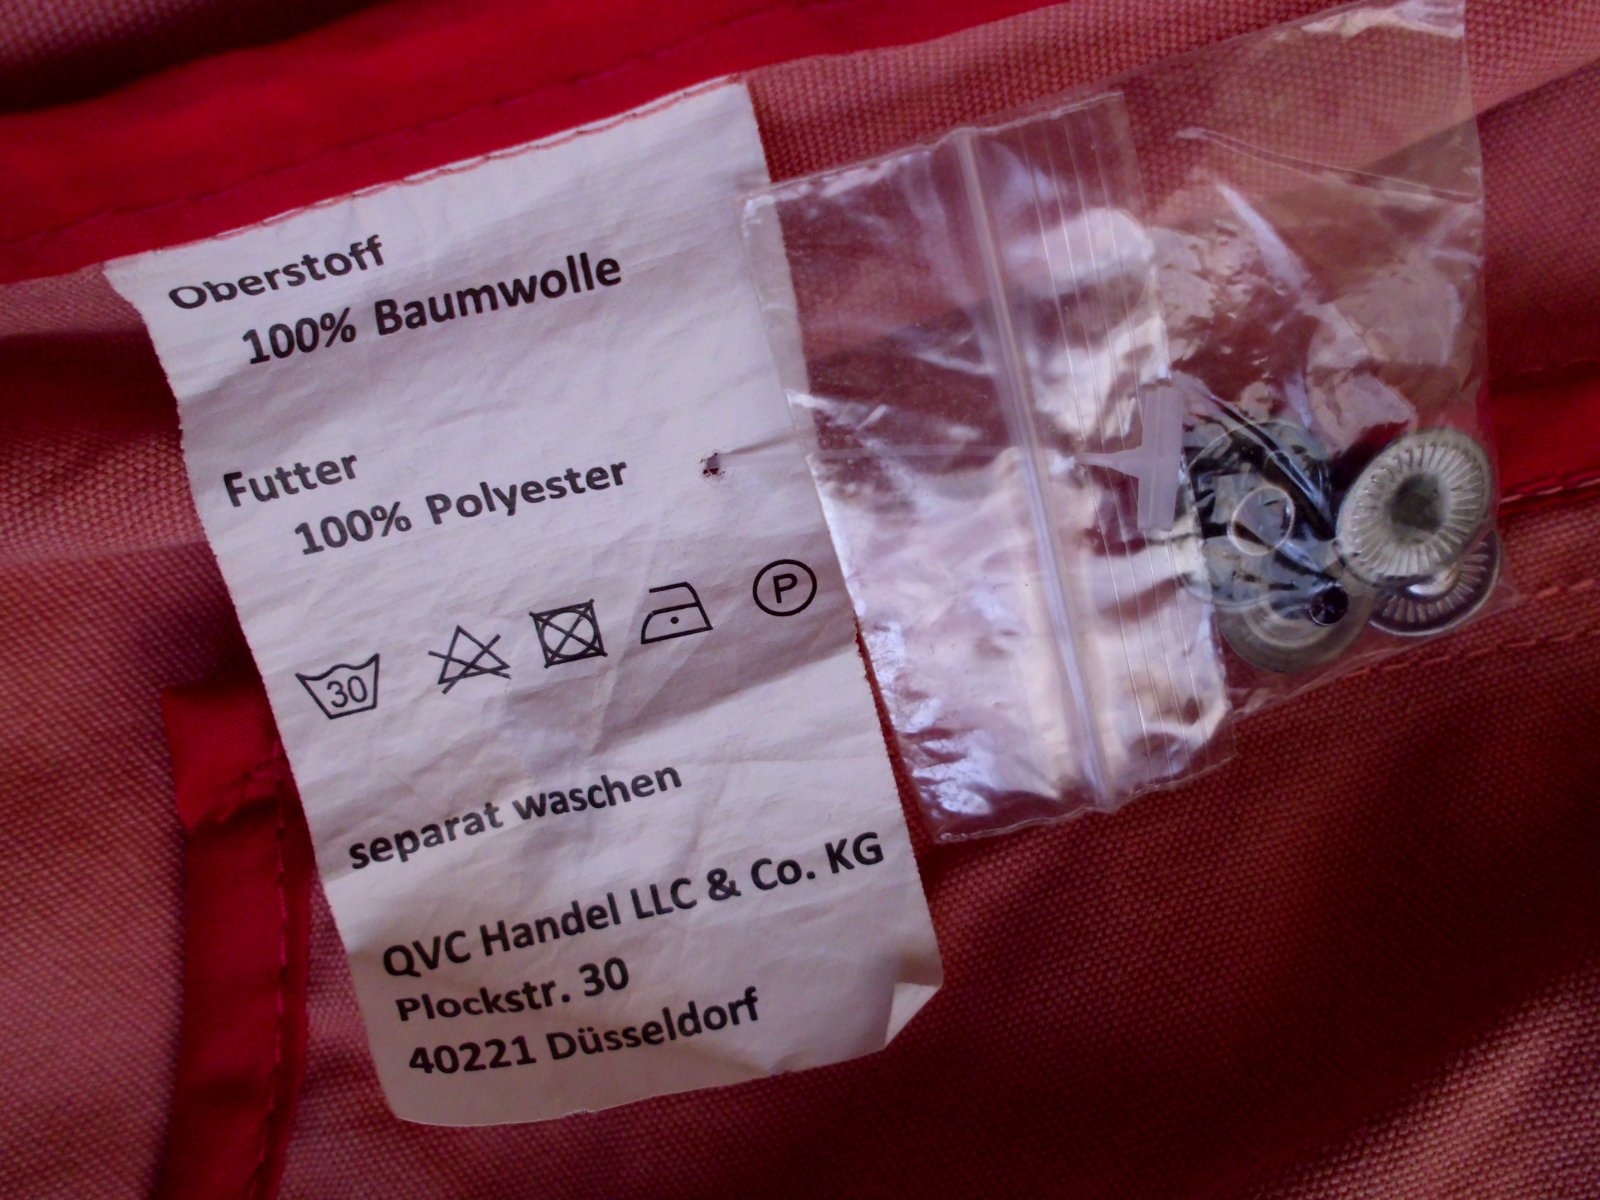 Oberstoff
100% Baumwolle
Futter
100% Polyester
30
P
separat waschen
QVC Handel LLC & Co. KG
Plockstr. 30
40221 Düsseldorf